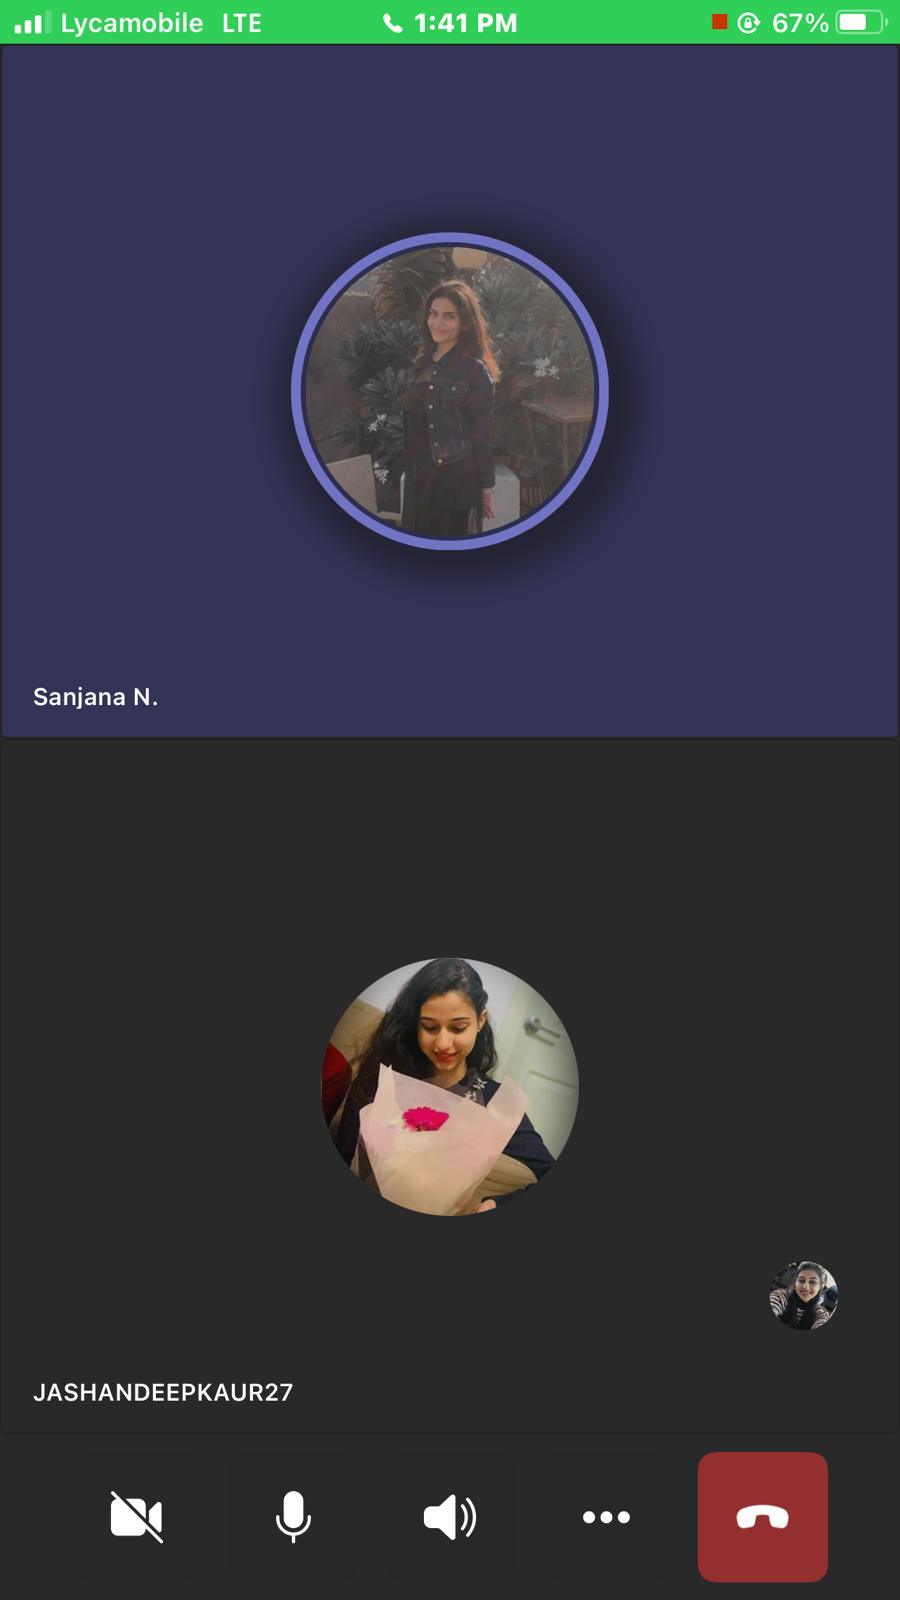 Lycamobile LTE 1:41 PM 67%
Sanjana N.
JASHANDEEPKAUR27